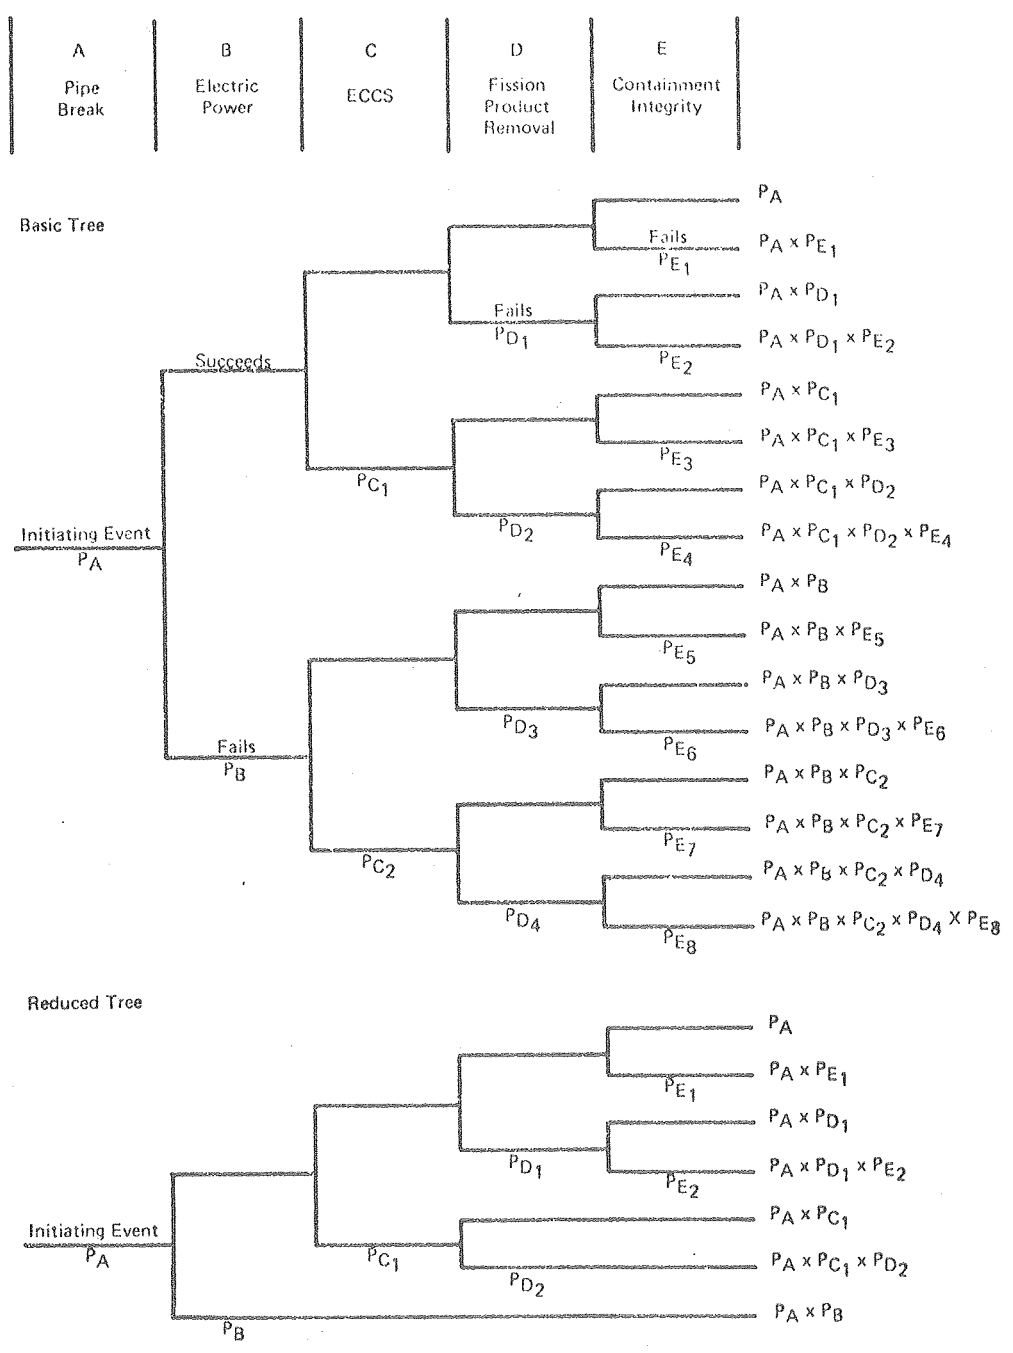 A B C D E
Pipe Break
Electric Power
ECCS
Fission Product Removal
Containment Integrity
Basic Tree
P_A
Fails
P_E1
P_A x P_E1
P_A x P_D1
Fails
P_D1
P_A x P_D1 x P_E2
P_E2
Succeeds
P_A x P_C1
P_A x P_C1 x P_E3
P_E3
P_C1
P_A x P_C1 x P_D2
P_D2
P_A x P_C1 x P_D2 x P_E4
P_E4
Initiating Event
P_A
P_A x P_B
P_A x P_B x P_E5
P_E5
P_A x P_B x P_D3
P_D3
P_A x P_B x P_D3 x P_E6
P_E6
Fails
P_B
P_A x P_B x P_C2
P_A x P_B x P_C2 x P_E7
P_E7
P_C2
P_A x P_B x P_C2 x P_D4
P_D4
P_A x P_B x P_C2 x P_D4 X P_E8
P_E8
Reduced Tree
P_A
P_A x P_E1
P_E1
P_A x P_D1
P_D1
P_A x P_D1 x P_E2
P_E2
P_A x P_C1
Initiating Event
P_A
P_C1
P_A x P_C1 x P_D2
P_D2
P_A x P_B
P_B